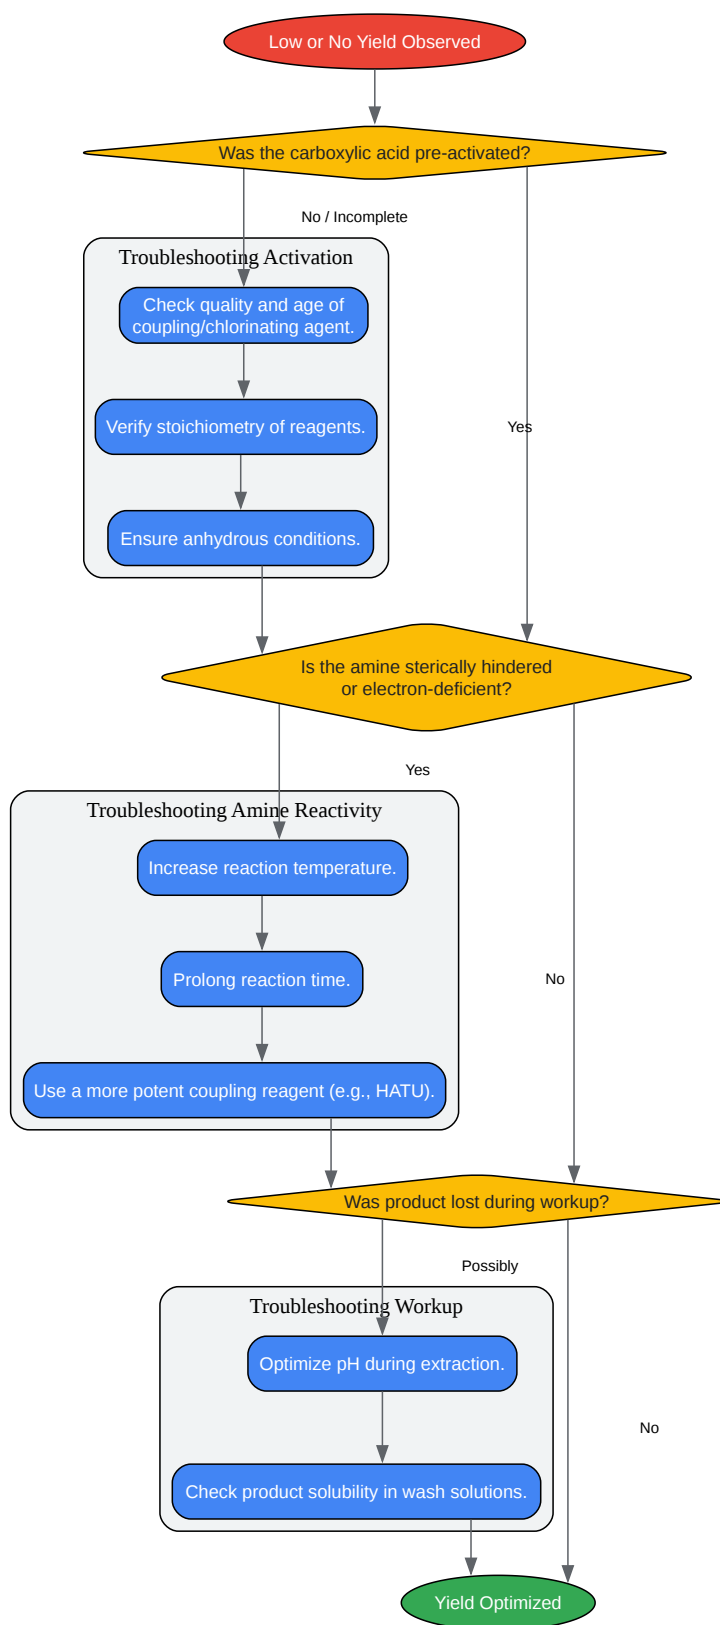 Low or No Yield Observed
Was the carboxylic acid pre-activated?
No / Incomplete
Troubleshooting Activation
Check quality and age of
coupling/chlorinating agent.
Verify stoichiometry of reagents.
Yes
Ensure anhydrous conditions.
Is the amine sterically hindered
or electron-deficient?
Yes
Troubleshooting Amine Reactivity
Increase reaction temperature.
Prolong reaction time.
No
Use a more potent coupling reagent (e.g., HATU).
Was product lost during workup?
Possibly
Troubleshooting Workup
Optimize pH during extraction.
No
Check product solubility in wash solutions.
Yield Optimized